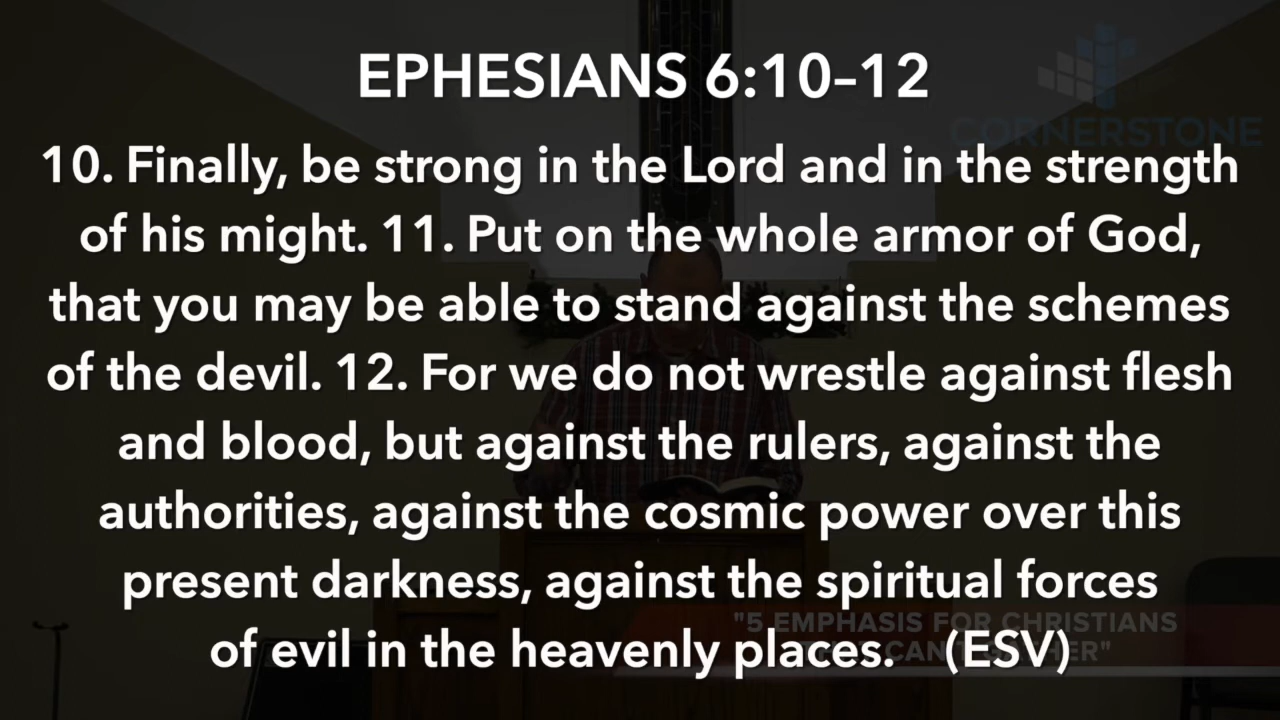 EPHESIANS 6:10–12
CORNERSTONE
10. Finally, be strong in the Lord and in the strength
of his might. 11. Put on the whole armor of God,
that you may be able to stand against the schemes
of the devil. 12. For we do not wrestle against flesh
and blood, but against the rulers, against the
authorities, against the cosmic power over this
present darkness, against the spiritual forces
"5 EMPHASIS FOR CHRISTIANS
of evil in the heavenly places. (ESV)